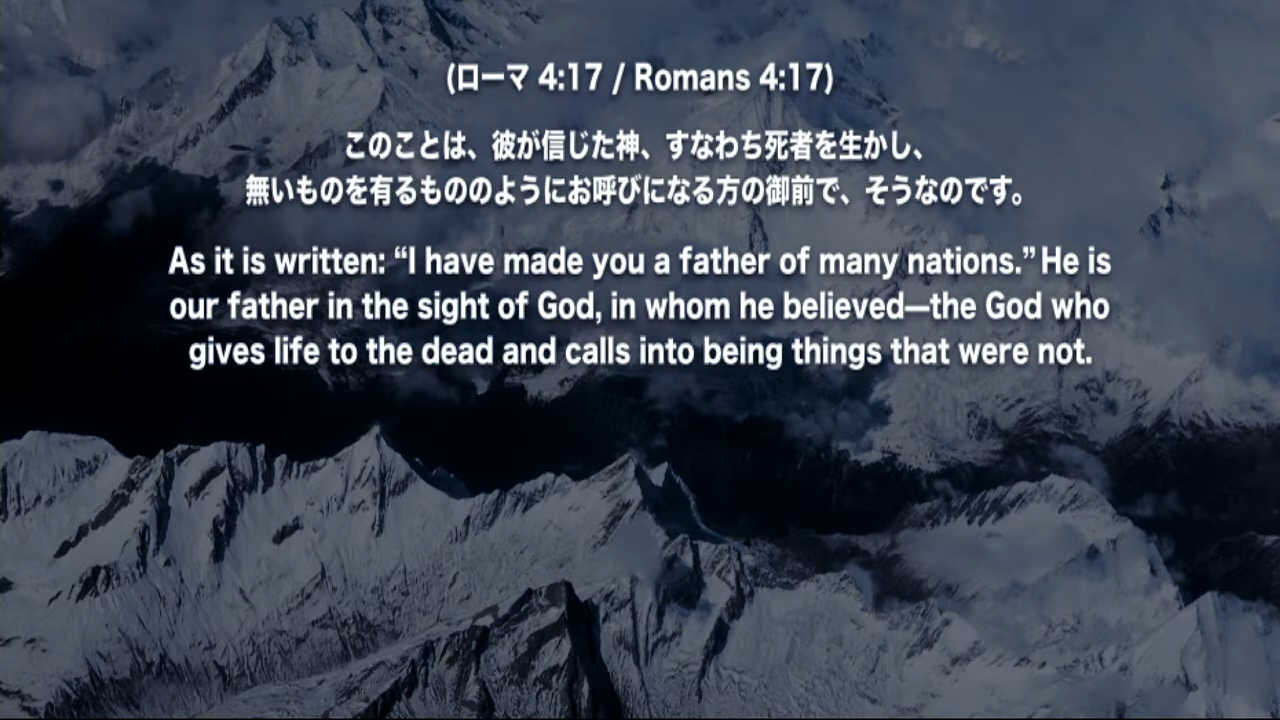 (ローマ 4:17 / Romans 4:17)
このことは、彼が信じた神、すなわち死者を生かし、
無いものを有るもののようにお呼びになる方の御前で、そうなのです。
As it is written: “I have made you a father of many nations.” He is
our father in the sight of God, in whom he believed—the God who
gives life to the dead and calls into being things that were not.